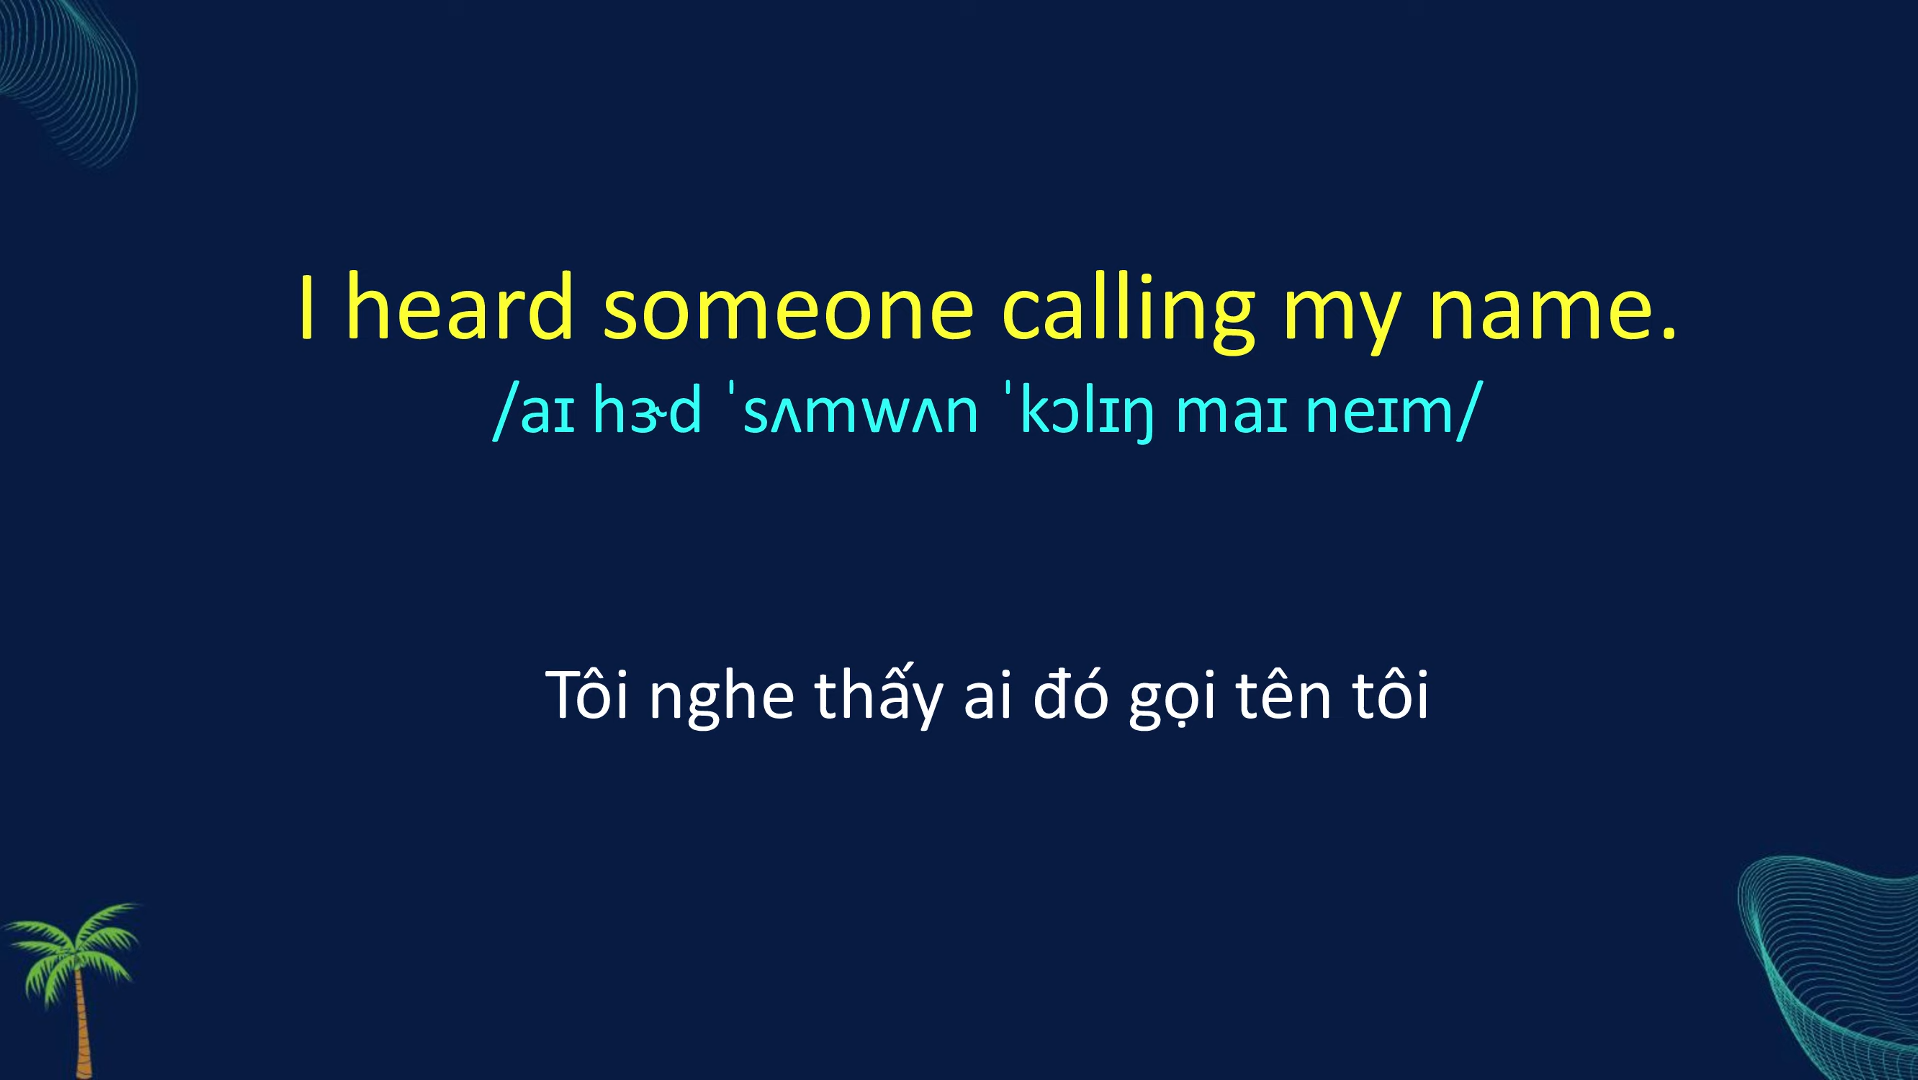 I heard someone calling my name.
/aɪ hɝd ˈsʌmwʌn ˈkɔlɪŋ maɪ neɪm/
Tôi nghe thấy ai đó gọi tên tôi